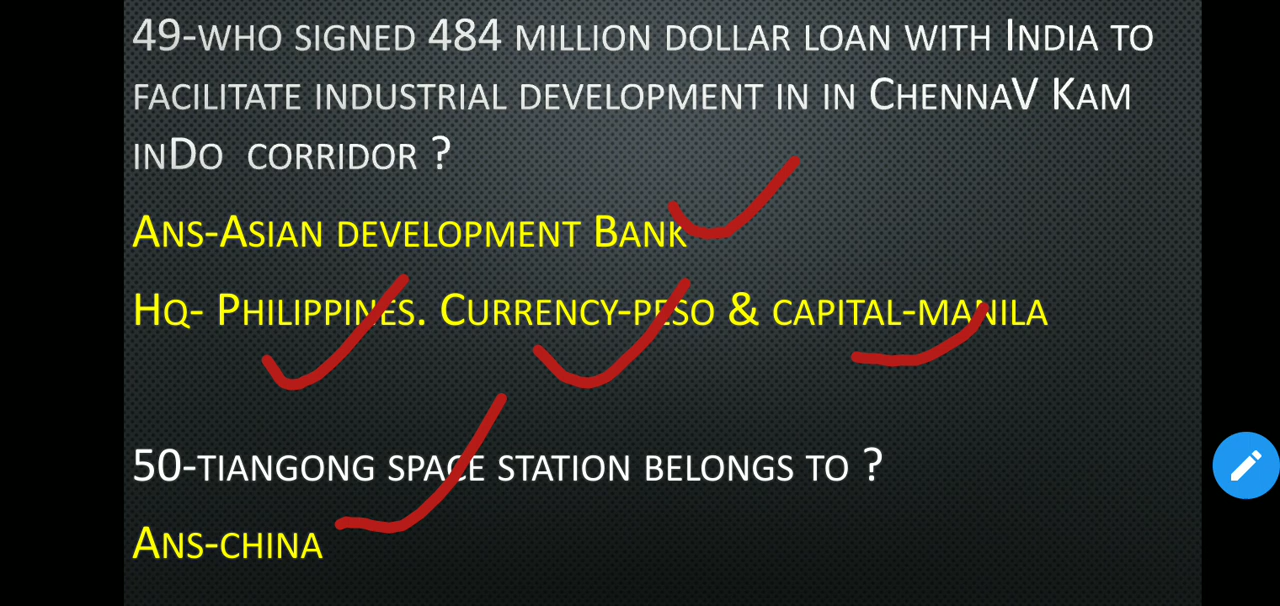 49-WHO SIGNED 484 MILLION DOLLAR LOAN WITH INDIA TO
FACILITATE INDUSTRIAL DEVELOPMENT IN IN CHENNAV KAM
INDO CORRIDOR ?
ANS-ASIAN DEVELOPMENT BANK
HQ- PHILIPPINES. CURRENCY-PESO & CAPITAL-MANILA
50-TIANGONG SPACE STATION BELONGS TO ?
ANS-CHINA